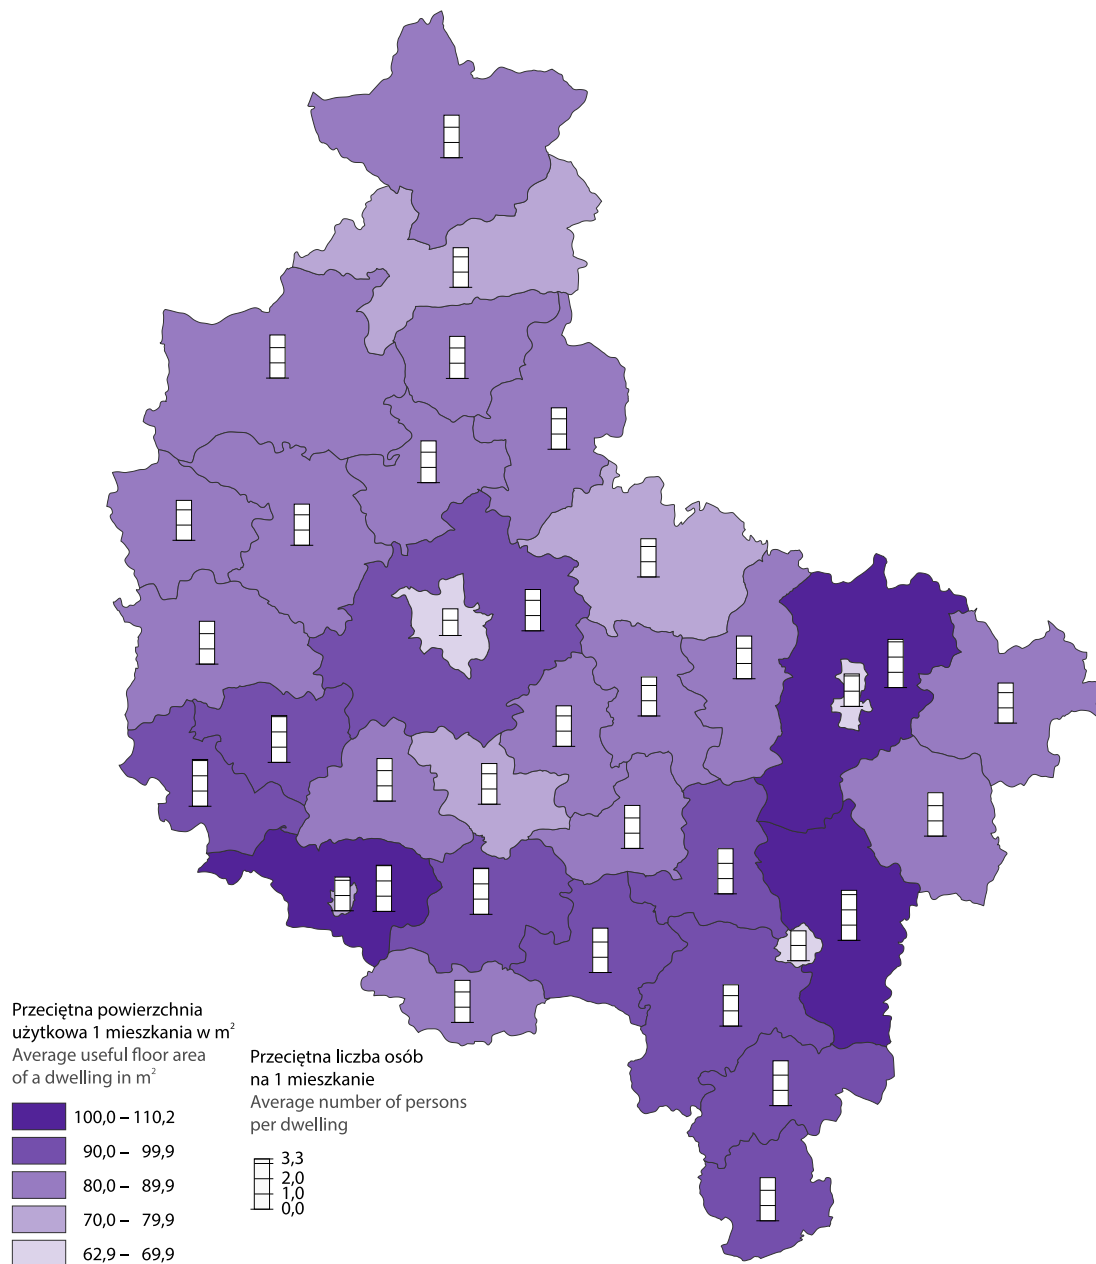 Przeciętna powierzchnia
użytkowa 1 mieszkania w m²
Average useful floor area
of a dwelling in m²
100,0 – 110,2
90,0 – 99,9
80,0 – 89,9
70,0 – 79,9
62,9 – 69,9
Przeciętna liczba osób
na 1 mieszkanie
Average number of persons
per dwelling
3,3
2,0
1,0
0,0